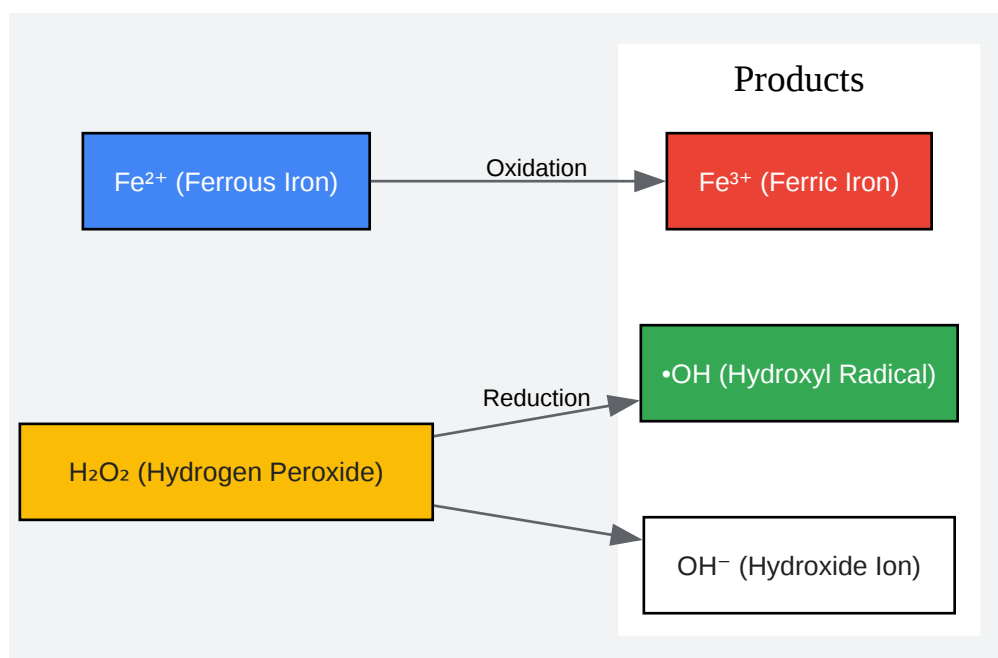 Products
Fe²⁺ (Ferrous Iron)
Oxidation
Fe³⁺ (Ferric Iron)
•OH (Hydroxyl Radical)
Reduction
H₂O₂ (Hydrogen Peroxide)
OH⁻ (Hydroxide Ion)